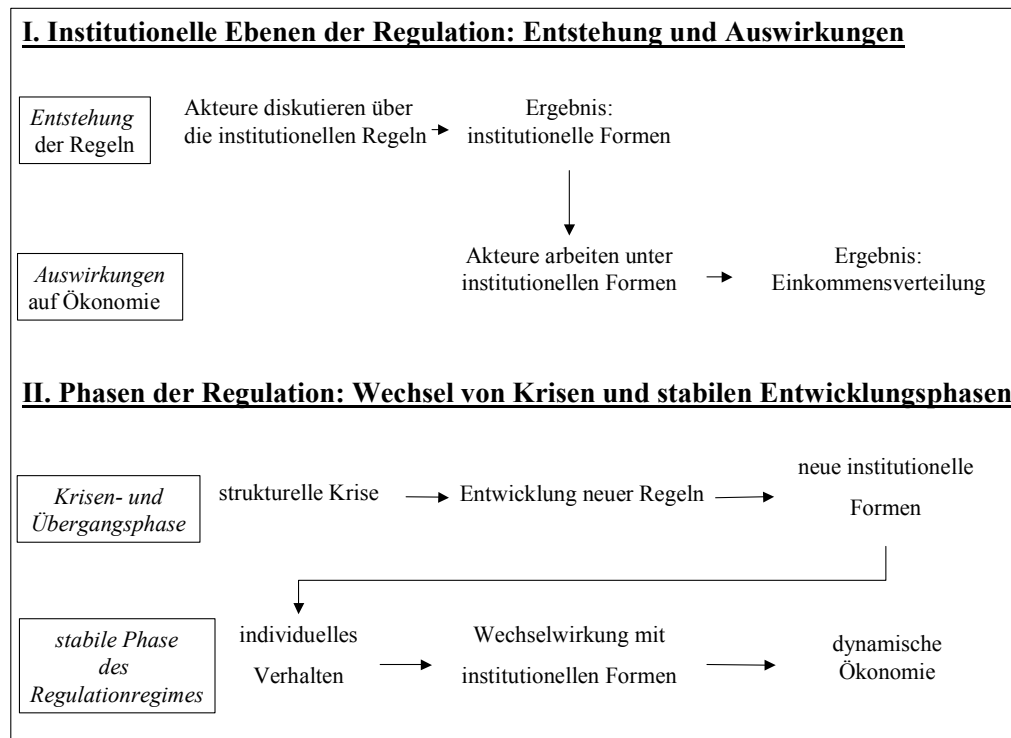 I. Institutionelle Ebenen der Regulation: Entstehung und Auswirkungen
Entstehung
der Regeln
Akteure diskutieren über
die institutionellen Regeln
Ergebnis:
institutionelle Formen
Auswirkungen
auf Ökonomie
Akteure arbeiten unter
institutionellen Formen
Ergebnis:
Einkommensverteilung
II. Phasen der Regulation: Wechsel von Krisen und stabilen Entwicklungsphasen
Krisen- und
Übergangsphase
strukturelle Krise
Entwicklung neuer Regeln
neue institutionelle
Formen
stabile Phase
des
Regulationregimes
individuelles
Verhalten
Wechselwirkung mit
institutionellen Formen
dynamische
Ökonomie